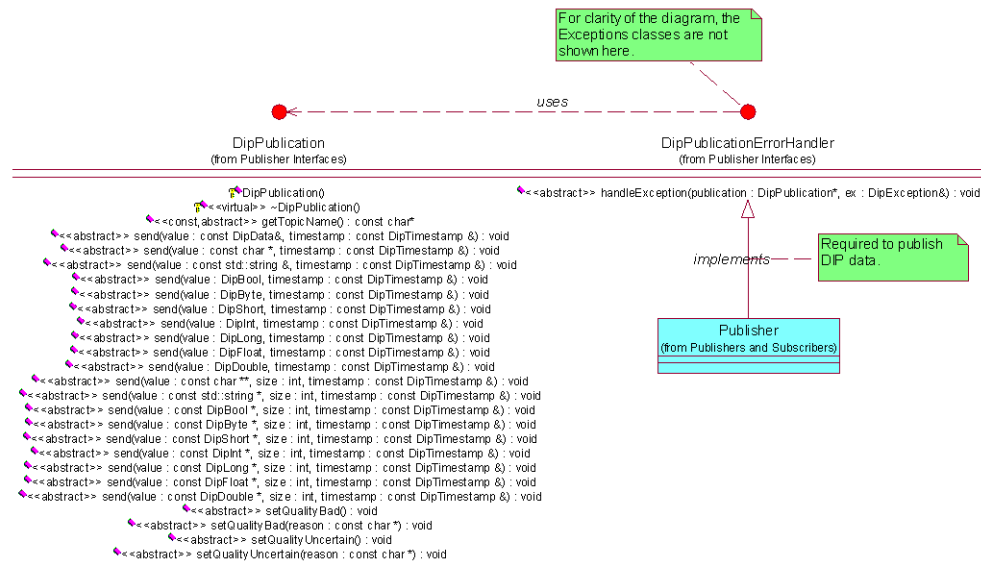 For clarity of the diagram, the
Exceptions classes are not
shown here.
uses
DipPublication
(from Publisher Interfaces)
DipPublicationErrorHandler
(from Publisher Interfaces)
DipPublication()
<<virtual>> ~DipPublication()
<<const,abstract>> getTopicName() : const char*
<<abstract>> send(value : const DipData&, timestamp : const DipTimestamp &) : void
<<abstract>> send(value : const char *, timestamp : const DipTimestamp &) : void
<<abstract>> send(value : const std::string &, timestamp : const DipTimestamp &) : void
<<abstract>> send(value : DipBool, timestamp : const DipTimestamp &) : void
<<abstract>> send(value : DipByte, timestamp : const DipTimestamp &) : void
<<abstract>> send(value : DipShort, timestamp : const DipTimestamp &) : void
<<abstract>> send(value : DipInt, timestamp : const DipTimestamp &) : void
<<abstract>> send(value : DipLong, timestamp : const DipTimestamp &) : void
<<abstract>> send(value : DipFloat, timestamp : const DipTimestamp &) : void
<<abstract>> send(value : DipDouble, timestamp : const DipTimestamp &) : void
<<abstract>> send(value : const char **, size : int, timestamp : const DipTimestamp &) : void
<<abstract>> send(value : const std::string *, size : int, timestamp : const DipTimestamp &) : void
<<abstract>> send(value : const DipBool *, size : int, timestamp : const DipTimestamp &) : void
<<abstract>> send(value : const DipByte *, size : int, timestamp : const DipTimestamp &) : void
<<abstract>> send(value : const DipShort *, size : int, timestamp : const DipTimestamp &) : void
<<abstract>> send(value : const DipInt *, size : int, timestamp : const DipTimestamp &) : void
<<abstract>> send(value : const DipLong *, size : int, timestamp : const DipTimestamp &) : void
<<abstract>> send(value : const DipFloat *, size : int, timestamp : const DipTimestamp &) : void
<<abstract>> send(value : const DipDouble *, size : int, timestamp : const DipTimestamp &) : void
<<abstract>> setQualityBad() : void
<<abstract>> setQualityBad(reason : const char *) : void
<<abstract>> setQualityUncertain() : void
<<abstract>> setQualityUncertain(reason : const char *) : void
<<abstract>> handleException(publication : DipPublication*, ex : DipException&) : void
implements
Required to publish
DIP data.
Publisher
(from Publishers and Subscribers)